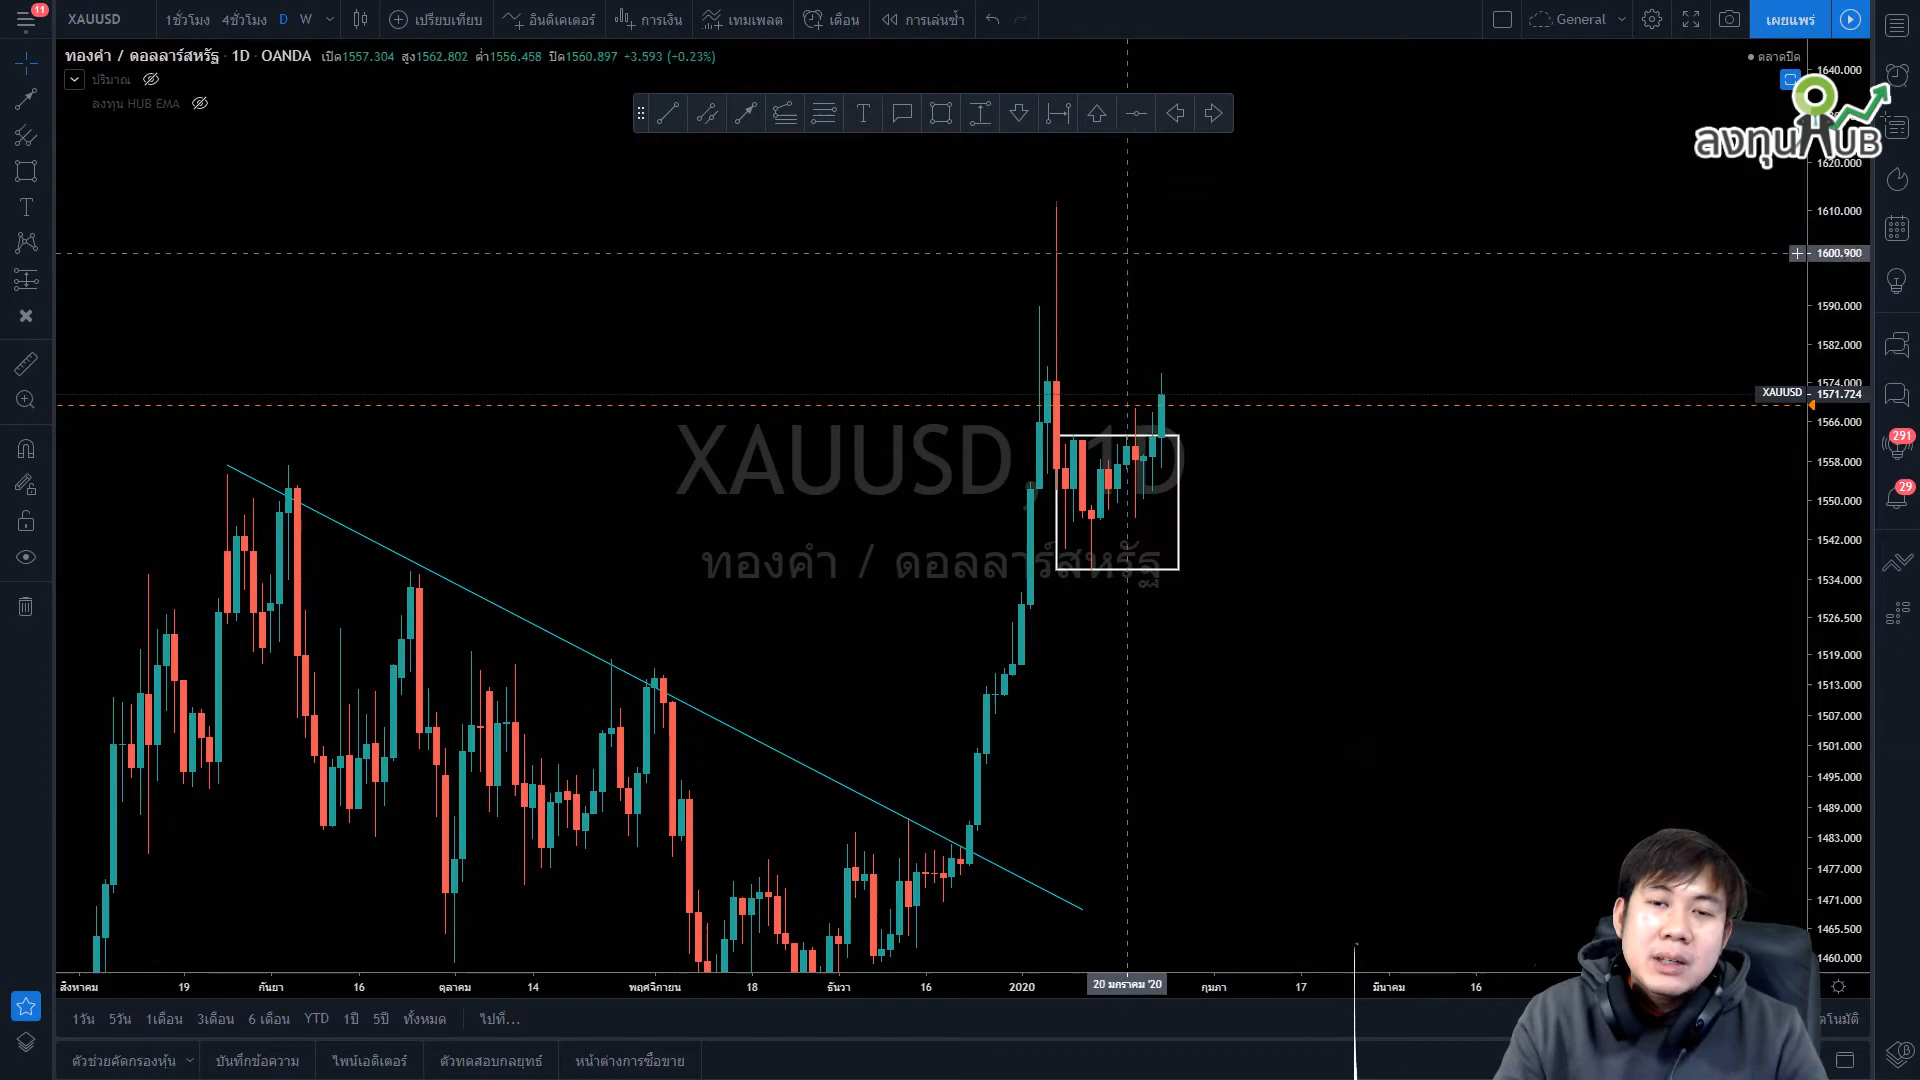 11
XAUUSD 1ชั่วโมง 4ชั่วโมง D W เปรียบเทียบ อินดิเคเตอร์ การเงิน เทมเพลต เตือน การเล่นซ้ำ General เผยแพร่
ทองคำ / ดอลลาร์สหรัฐ · 1D · OANDA เปิด1557.304 สูง1562.802 ต่ำ1556.458 ปิด1560.897 +3.593 (+0.23%)
ตลาดปิด
ปริมาณ
ลงทุน HUB EMA
ลงทุนHUB
1640.000
1620.000
1610.000
1600.900
1590.000
1582.000
1574.000
XAUUSD 1571.724
1566.000
1558.000
1550.000
1542.000
1534.000
1526.500
1519.000
1513.000
1507.000
1501.000
1495.000
1489.000
1483.000
1477.000
1471.000
1465.500
1460.000
291
29
XAUUSD, 1D
ทองคำ / ดอลลาร์สหรัฐ
สิงหาคม 19 กันยา 16 ตุลาคม 14 พฤศจิกายน 18 ธันวา 16 2020 20 มกราคม '20 กุมภา 17 มีนาคม 16
1วัน 5วัน 1เดือน 3เดือน 6 เดือน YTD 1ปี 5ปี ทั้งหมด ไปที่...
ตัวช่วยคัดกรองหุ้น บันทึกข้อความ ไพน์เอดิเตอร์ ตัวทดสอบกลยุทธ์ หน้าต่างการซื้อขาย